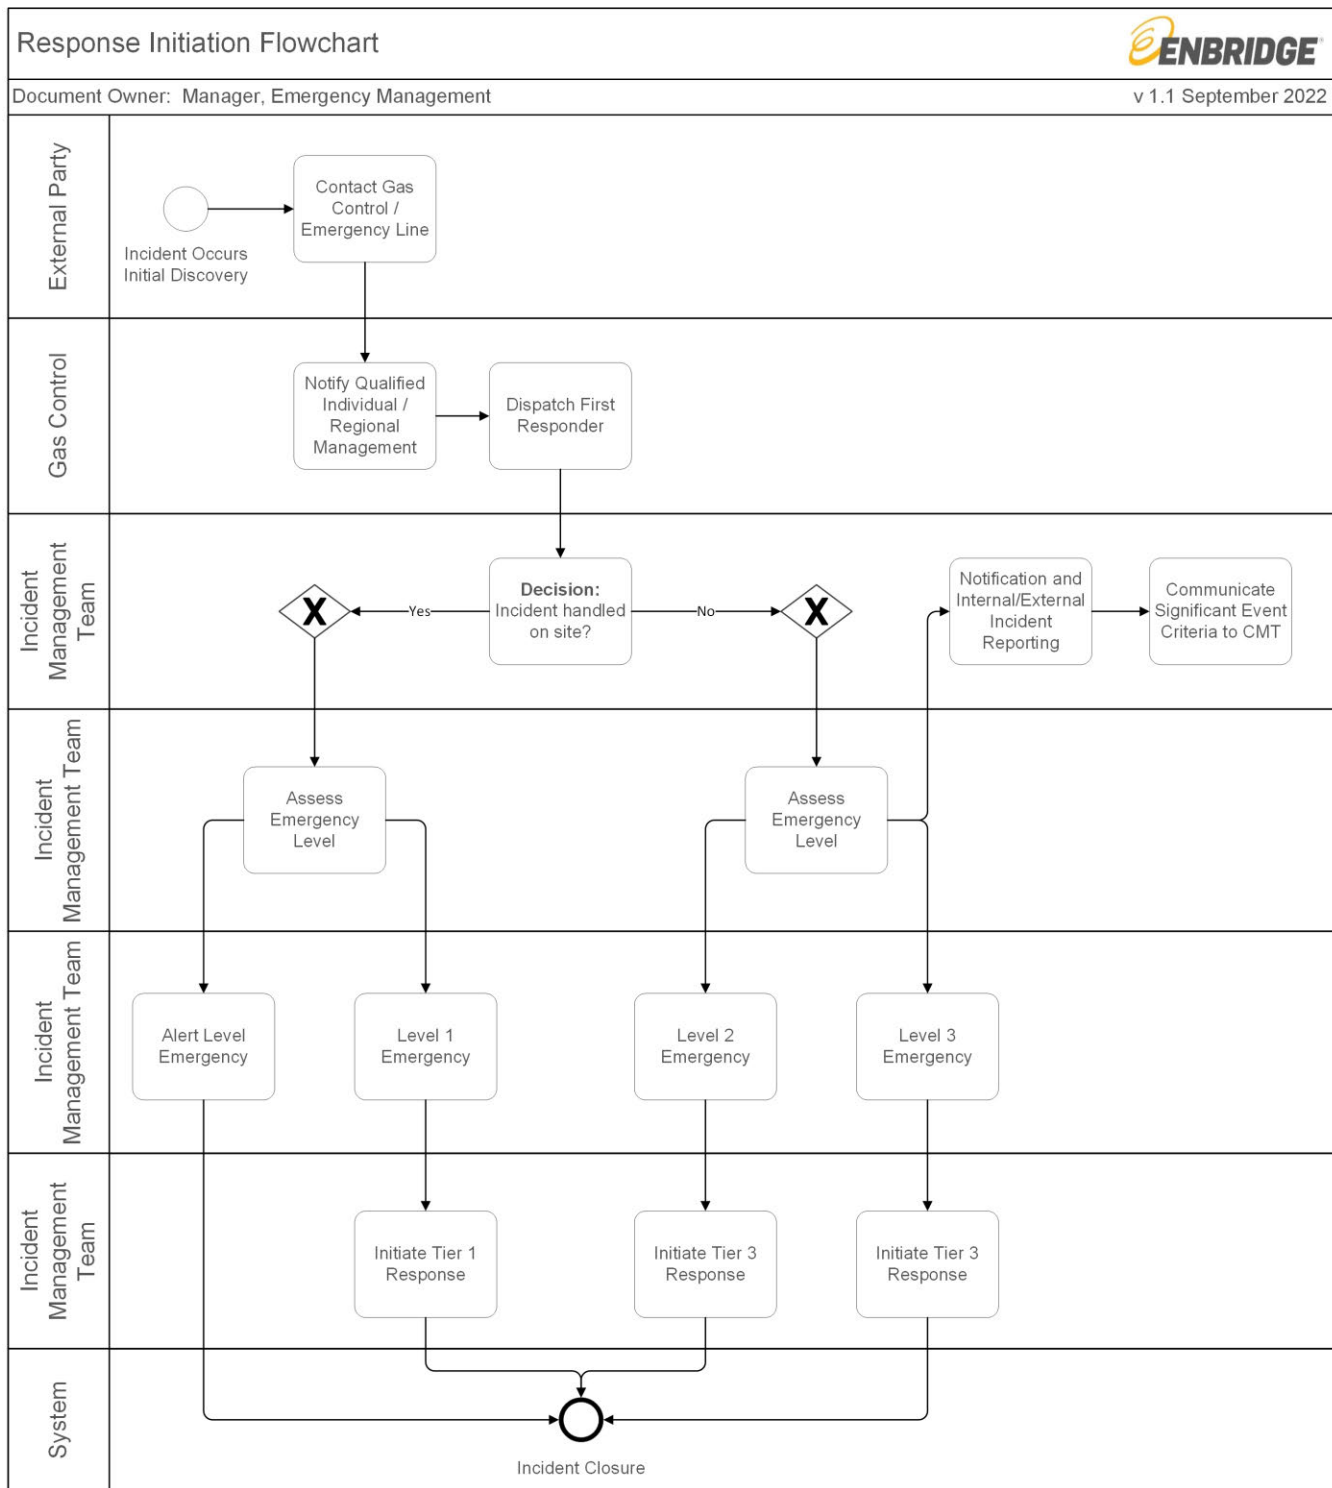 Response Initiation Flowchart
ENBRIDGE
Document Owner: Manager, Emergency Management
v 1.1 September 2022
External Party
Incident Occurs
Initial Discovery
Contact Gas
Control /
Emergency Line
Gas Control
Notify Qualified
Individual /
Regional
Management
Dispatch First
Responder
Incident
Management
Team
X
Yes
Decision:
Incident handled
on site?
No
X
Notification and
Internal/External
Incident
Reporting
Communicate
Significant Event
Criteria to CMT
Incident
Management Team
Assess
Emergency
Level
Assess
Emergency
Level
Incident
Management Team
Alert Level
Emergency
Level 1
Emergency
Level 2
Emergency
Level 3
Emergency
Incident
Management
Team
Initiate Tier 1
Response
Initiate Tier 3
Response
Initiate Tier 3
Response
System
Incident Closure